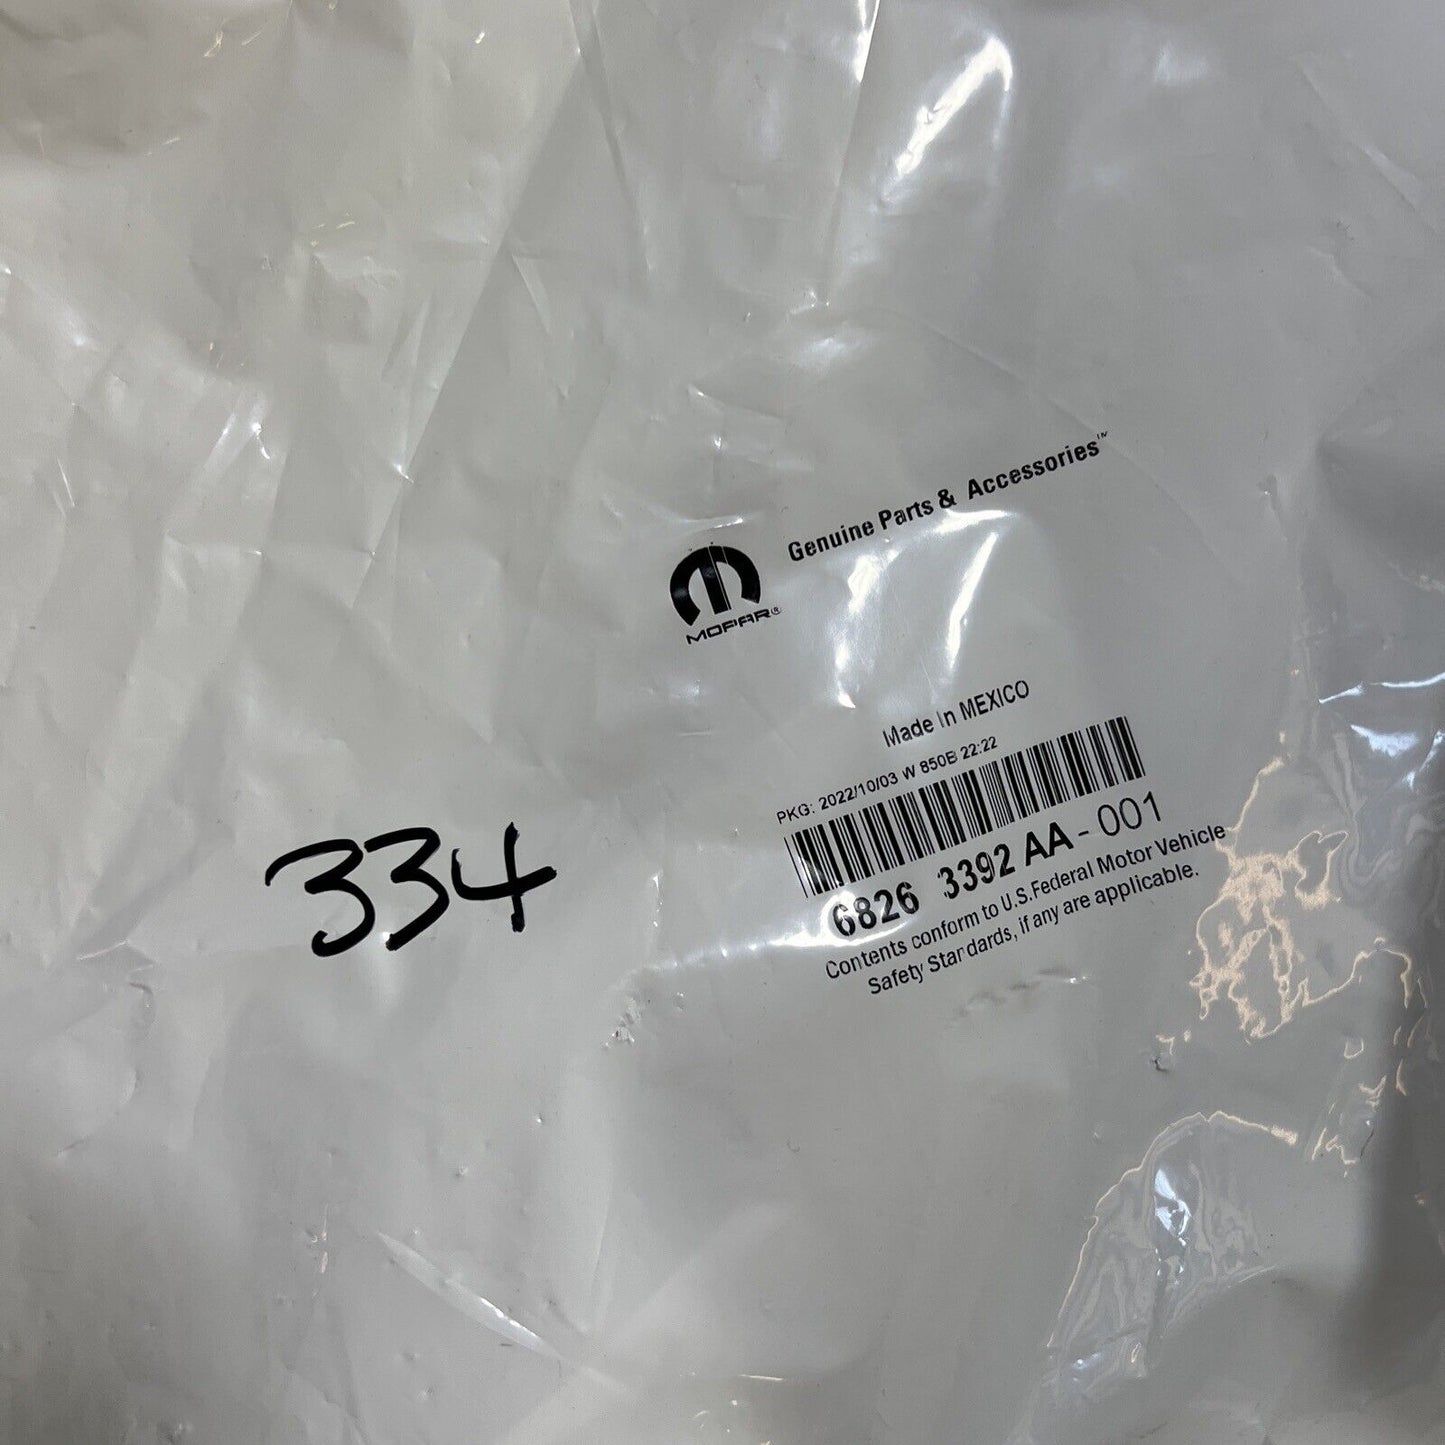 Genuine Parts & Accessories™
MOPAR®
Made In MEXICO
PKG: 2022/10/03 W 850B 22:22
6826 3392 AA - 001
Contents conform to U.S.Federal Motor Vehicle
Safety Standards, if any are applicable.
334